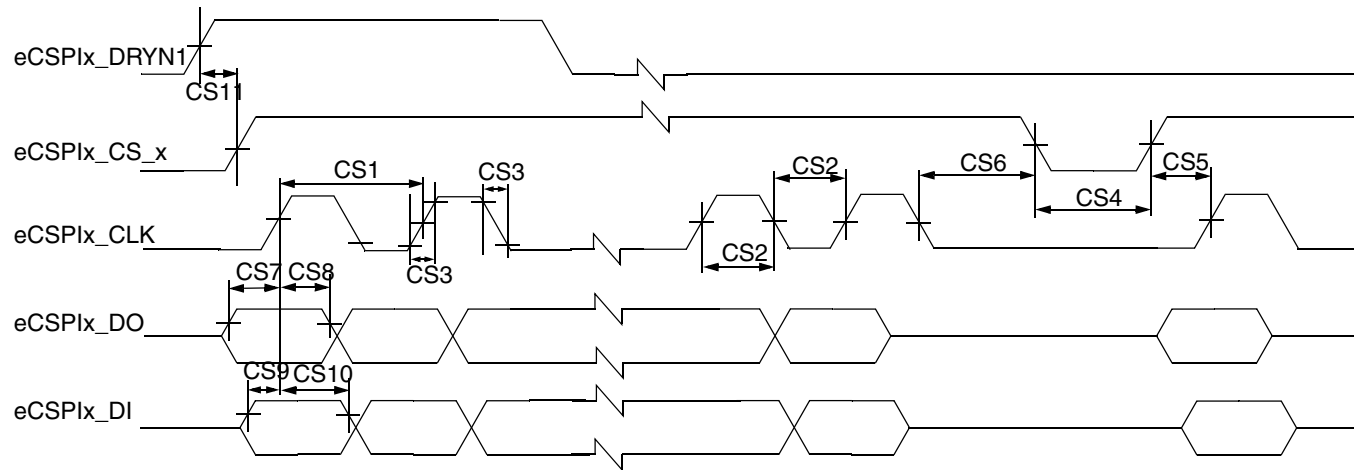 eCSPIx_DRYN1
CS11
eCSPIx_CS_x
CS1
CS3
CS2
CS6
CS5
CS4
eCSPIx_CLK
CS3
CS2
CS7
CS8
eCSPIx_DO
CS9
CS10
eCSPIx_DI